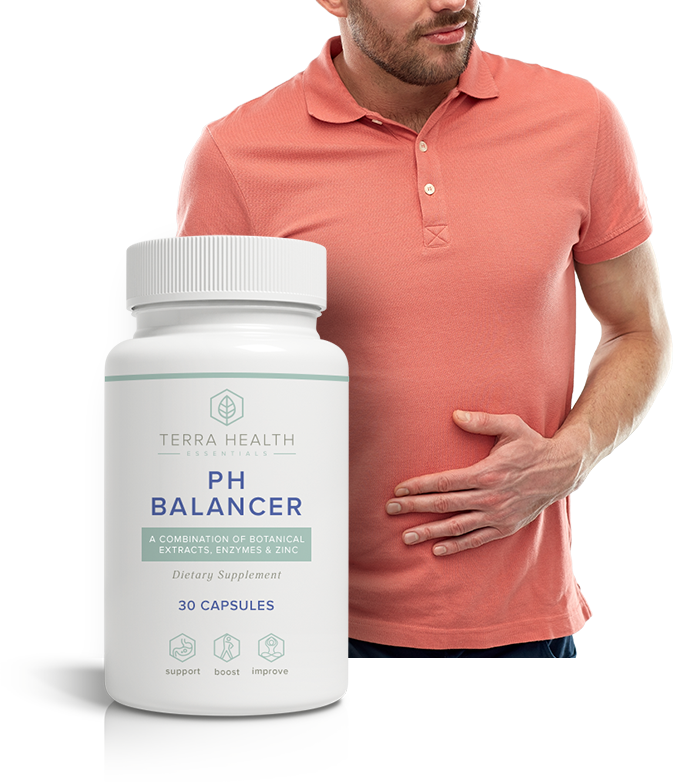 TERRA HEALTH
ESSENTIALS
PH
BALANCER
A COMBINATION OF BOTANICAL
EXTRACTS, ENZYMES & ZINC
Dietary Supplement
30 CAPSULES
support boost improve